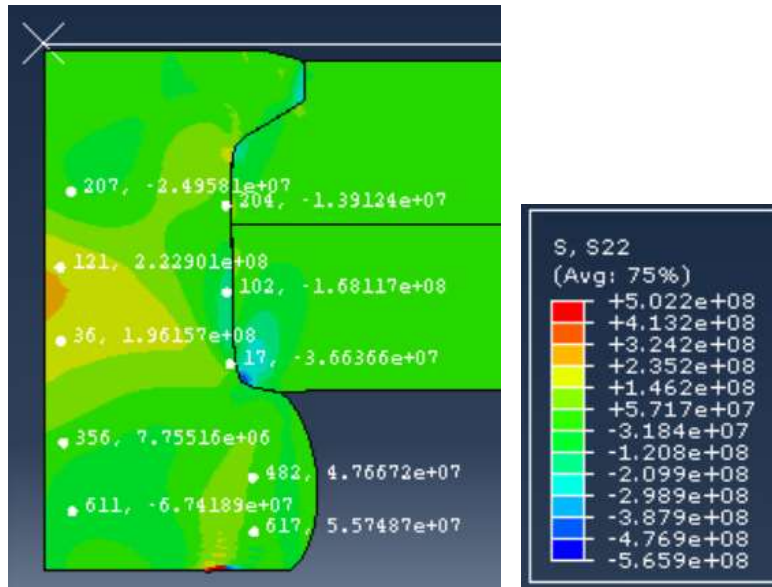 207, -2.49581e+07
204, -1.39124e+07
121, 2.22901e+08
102, -1.68117e+08
36, 1.96157e+08
17, -3.66366e+07
356, 7.75516e+06
482, 4.76672e+07
611, -6.74189e+07
617, 5.57487e+07
S, S22
(Avg: 75%)
+5.022e+08
+4.132e+08
+3.242e+08
+2.352e+08
+1.462e+08
+5.717e+07
-3.184e+07
-1.208e+08
-2.099e+08
-2.989e+08
-3.879e+08
-4.769e+08
-5.659e+08